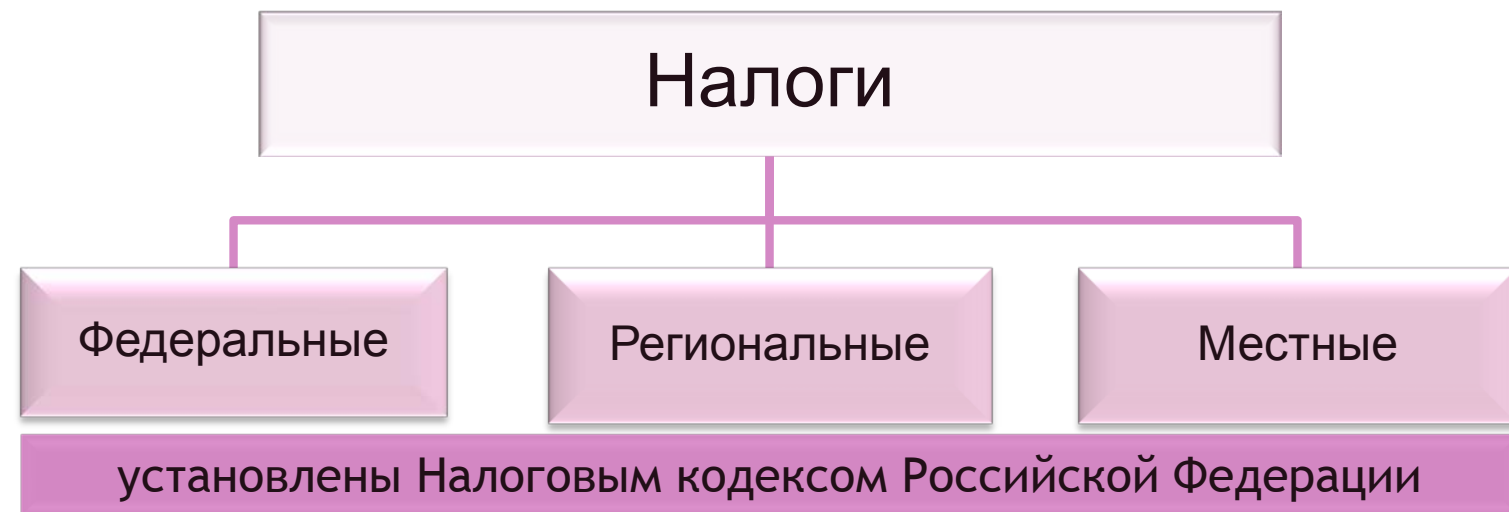 Налоги
Федеральные
Региональные
Местные
установлены Налоговым кодексом Российской Федерации